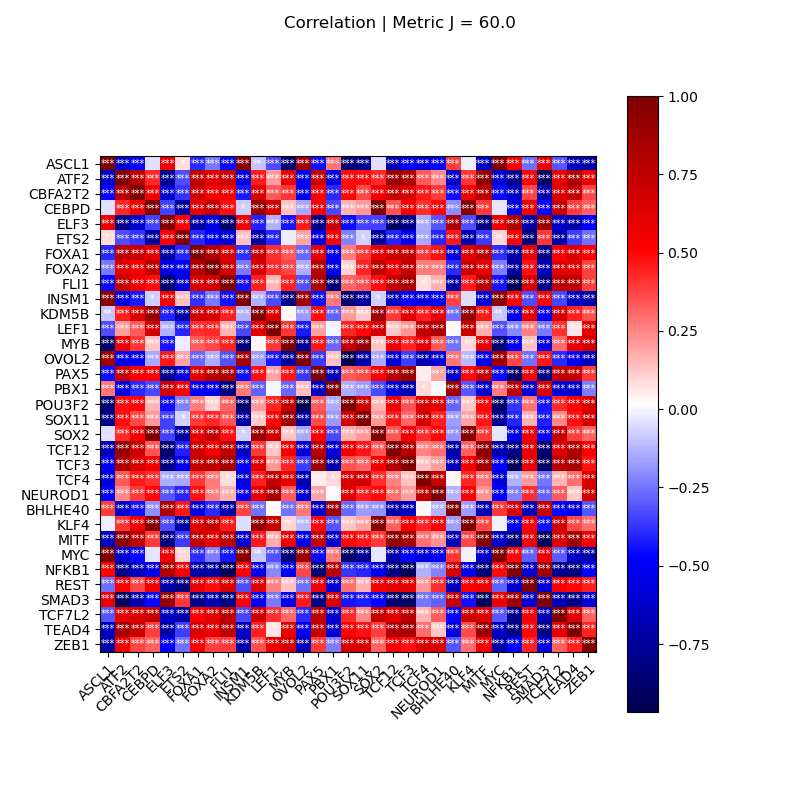 Correlation | Metric J = 60.0
ASCL1
ATF2
CBFA2T2
CEBPD
ELF3
ETS2
FOXA1
FOXA2
FLI1
INSM1
KDM5B
LEF1
MYB
OVOL2
PAX5
PBX1
POU3F2
SOX11
SOX2
TCF12
TCF3
TCF4
NEUROD1
BHLHE40
KLF4
MITF
MYC
NFKB1
REST
SMAD3
TCF7L2
TEAD4
ZEB1
ASCL1
ATF2
CBFA2T2
CEBPD
ELF3
ETS2
FOXA1
FOXA2
FLI1
INSM1
KDM5B
LEF1
MYB
OVOL2
PAX5
PBX1
POU3F2
SOX11
SOX2
TCF12
TCF3
TCF4
NEUROD1
BHLHE40
KLF4
MITF
MYC
NFKB1
REST
SMAD3
TCF7L2
TEAD4
ZEB1
1.00
0.75
0.50
0.25
0.00
−0.25
−0.50
−0.75